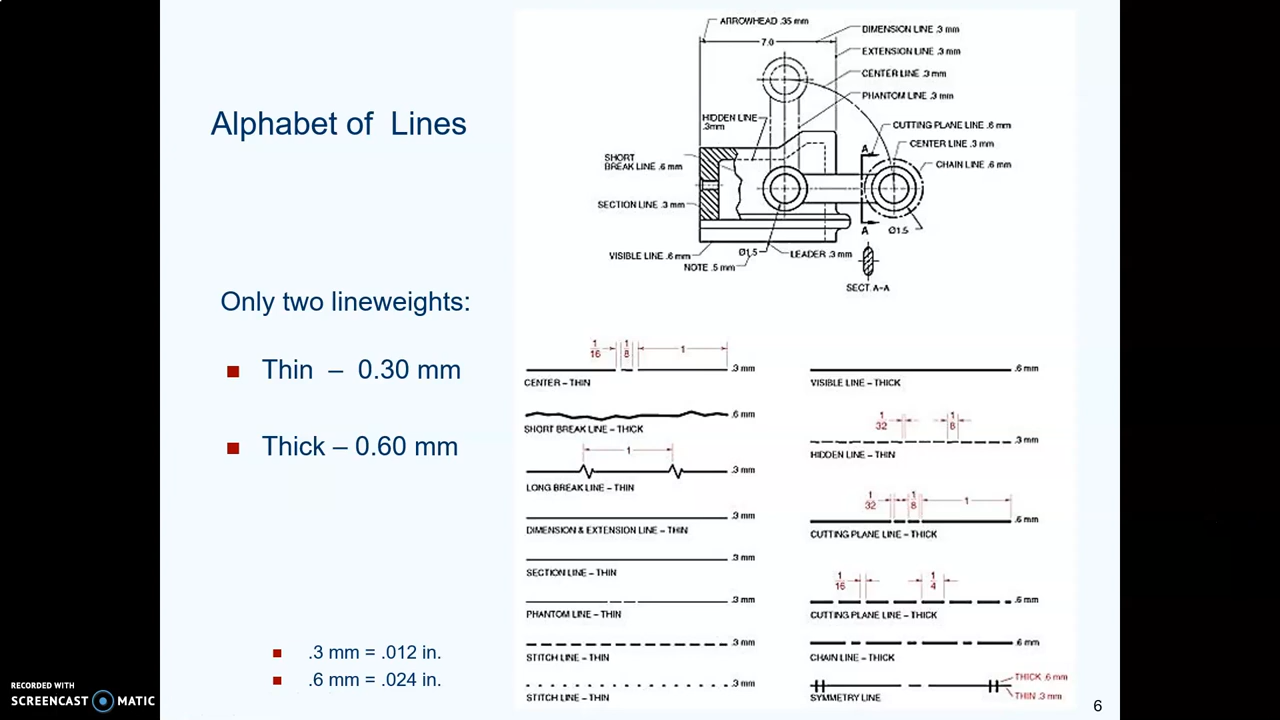 Alphabet of Lines
Only two lineweights:
Thin – 0.30 mm
Thick – 0.60 mm
.3 mm = .012 in.
.6 mm = .024 in.
ARROWHEAD .35 mm
7.0
DIMENSION LINE .3 mm
EXTENSION LINE .3 mm
CENTER LINE .3 mm
PHANTOM LINE .3 mm
HIDDEN LINE
.3mm
CUTTING PLANE LINE .6 mm
CENTER LINE .3 mm
CHAIN LINE .6 mm
A
SHORT
BREAK LINE .6 mm
SECTION LINE .3 mm
A
Ø1.5
VISIBLE LINE .6 mm
Ø1.5
LEADER .3 mm
NOTE .5 mm
SECT. A-A
1/16 1/8 1
.3 mm
CENTER – THIN
.6 mm
SHORT BREAK LINE – THICK
1
.3 mm
LONG BREAK LINE – THIN
.3 mm
DIMENSION & EXTENSION LINE – THIN
.3 mm
SECTION LINE – THIN
.3 mm
PHANTOM LINE – THIN
.3 mm
STITCH LINE – THIN
.3 mm
STITCH LINE – THIN
.6 mm
VISIBLE LINE – THICK
1/32 1/8
.3 mm
HIDDEN LINE – THIN
1/32 1/8 1
.6 mm
CUTTING PLANE LINE – THICK
1/16 1/4
.6 mm
CUTTING PLANE LINE – THICK
.6 mm
CHAIN LINE – THICK
THICK .6 mm
THIN .3 mm
SYMMETRY LINE
6
RECORDED WITH
SCREENCAST MATIC